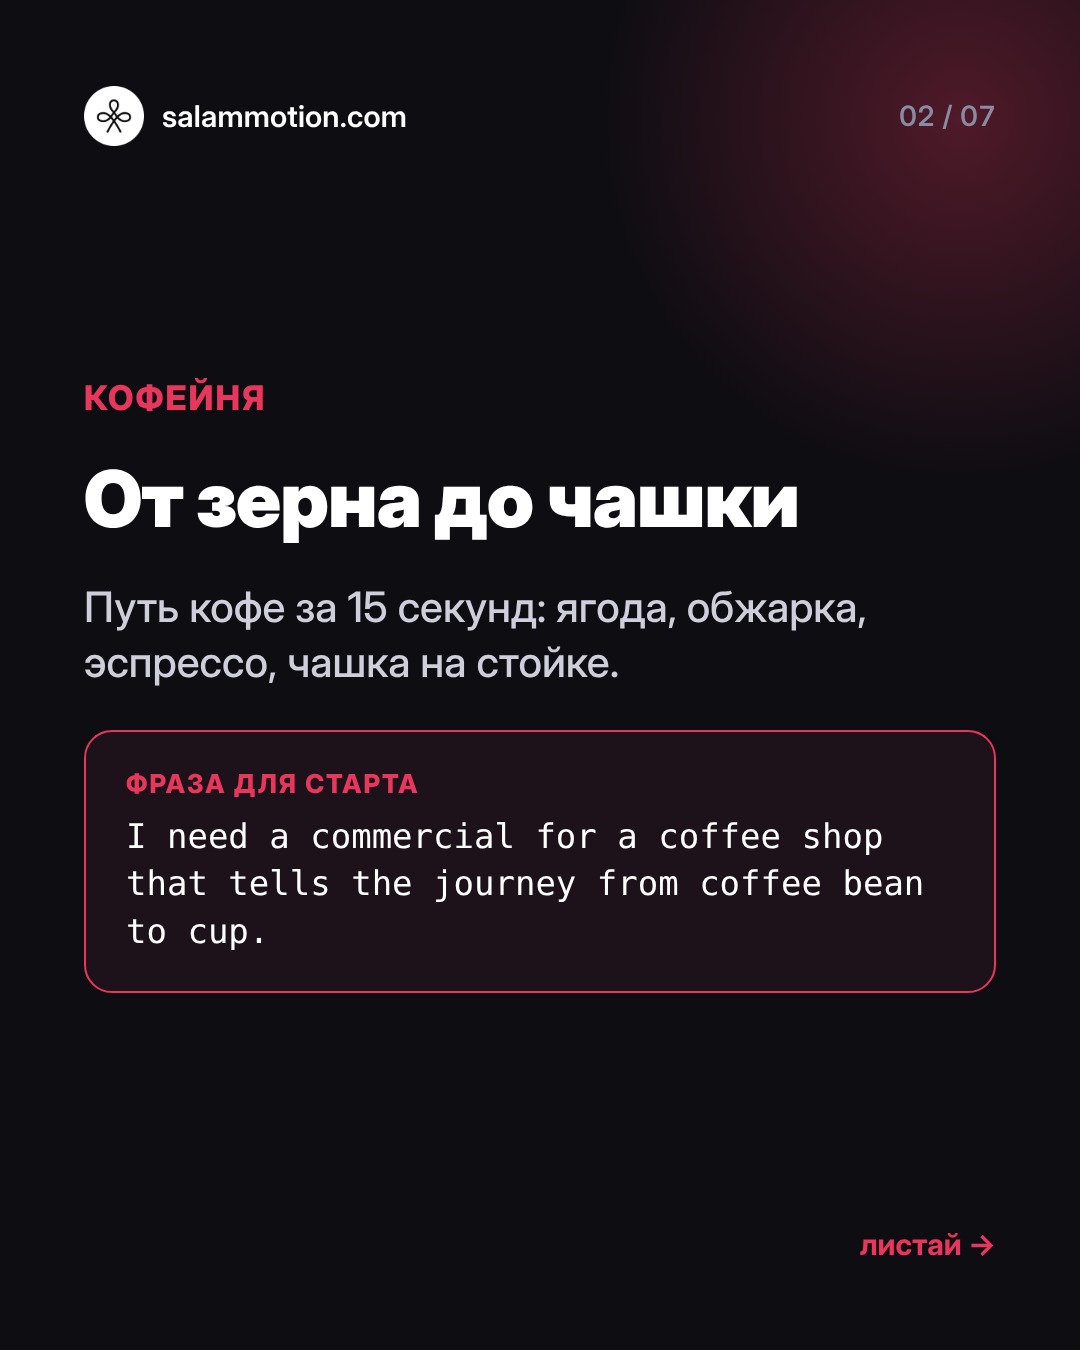 salammotion.com
02 / 07
КОФЕЙНЯ
От зерна до чашки
Путь кофе за 15 секунд: ягода, обжарка,
эспрессо, чашка на стойке.
ФРАЗА ДЛЯ СТАРТА
I need a commercial for a coffee shop
that tells the journey from coffee bean
to cup.
листай →